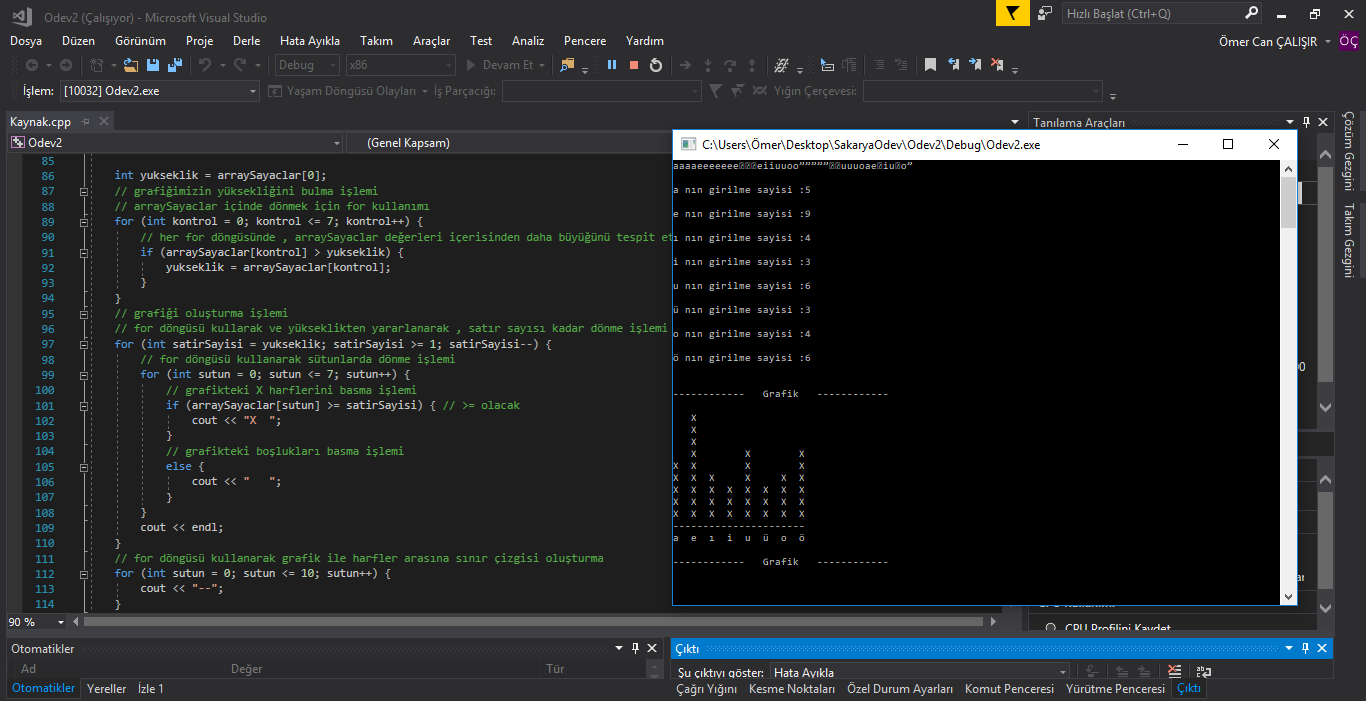 Odev2 (Çalışıyor) - Microsoft Visual Studio
Hızlı Başlat (Ctrl+Q)
Dosya Düzen Görünüm Proje Derle Hata Ayıkla Takım Araçlar Test Analiz Pencere Yardım
Ömer Can ÇALIŞIR ÖÇ
Debug x86 Devam Et
İşlem: [10032] Odev2.exe Yaşam Döngüsü Olayları İş Parçacığı: Yığın Çerçevesi:
Kaynak.cpp
Odev2 (Genel Kapsam)
85
86 int yukseklik = arraySayaclar[0];
87 // grafiğimizin yüksekliğini bulma işlemi
88 // arraySayaclar içinde dönmek için for kullanımı
89 for (int kontrol = 0; kontrol <= 7; kontrol++) {
90 // her for döngüsünde , arraySayaclar değerleri içerisinden daha büyüğünü tespit et
91 if (arraySayaclar[kontrol] > yukseklik) {
92 yukseklik = arraySayaclar[kontrol];
93 }
94 }
95 // grafiği oluşturma işlemi
96 // for döngüsü kullarak ve yükseklikten yararlanarak , satır sayısı kadar dönme işlemi
97 for (int satirSayisi = yukseklik; satirSayisi >= 1; satirSayisi--) {
98 // for döngüsü kullanarak sütunlarda dönme işlemi
99 for (int sutun = 0; sutun <= 7; sutun++) {
100 // grafikteki X harflerini basma işlemi
101 if (arraySayaclar[sutun] >= satirSayisi) { // >= olacak
102 cout << "X  ";
103 }
104 // grafikteki boşlukları basma işlemi
105 else {
106 cout << "   ";
107 }
108 }
109 cout << endl;
110 }
111 // for döngüsü kullanarak grafik ile harfler arasına sınır çizgisi oluşturma
112 for (int sutun = 0; sutun <= 10; sutun++) {
113 cout << "--";
114 }
90 %
Tanılama Araçları
C:\Users\Ömer\Desktop\SakaryaOdev\Odev2\Debug\Odev2.exe
a nın girilme sayisi :5
e nın girilme sayisi :9
ı nın girilme sayisi :4
i nın girilme sayisi :3
u nın girilme sayisi :6
ü nın girilme sayisi :3
o nın girilme sayisi :4
ö nın girilme sayisi :6
------------   Grafik   ------------
   X
   X
   X
   X        X        X
X  X        X        X
X  X  X     X     X  X
X  X  X  X  X  X  X  X
X  X  X  X  X  X  X  X
X  X  X  X  X  X  X  X
----------------------
a  e  ı  i  u  ü  o  ö
------------   Grafik   ------------
Çözüm Gezgini
Takım Gezgini
CPU Profilini Kaydet
Otomatikler
Ad Değer Tür
Otomatikler Yereller İzle 1
Çıktı
Şu çıktıyı göster: Hata Ayıkla
Çağrı Yığını Kesme Noktaları Özel Durum Ayarları Komut Penceresi Yürütme Penceresi Çıktı